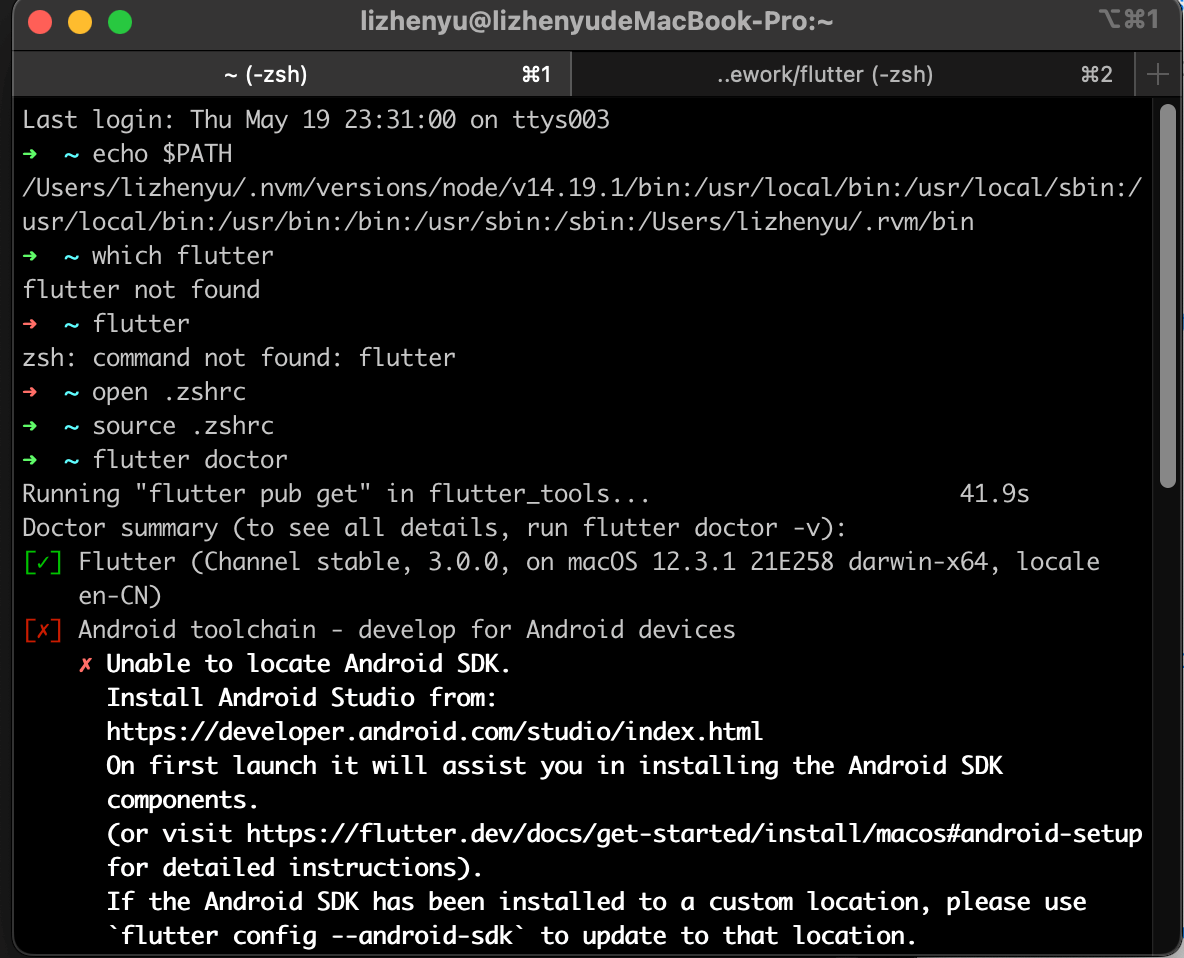 lizhenyu@lizhenyudeMacBook-Pro:~
⌥⌘1
~ (-zsh) ⌘1
..ework/flutter (-zsh) ⌘2
Last login: Thu May 19 23:31:00 on ttys003
➜ ~ echo $PATH
/Users/lizhenyu/.nvm/versions/node/v14.19.1/bin:/usr/local/bin:/usr/local/sbin:/
usr/local/bin:/usr/bin:/bin:/usr/sbin:/sbin:/Users/lizhenyu/.rvm/bin
➜ ~ which flutter
flutter not found
➜ ~ flutter
zsh: command not found: flutter
➜ ~ open .zshrc
➜ ~ source .zshrc
➜ ~ flutter doctor
Running "flutter pub get" in flutter_tools... 41.9s
Doctor summary (to see all details, run flutter doctor -v):
[✓] Flutter (Channel stable, 3.0.0, on macOS 12.3.1 21E258 darwin-x64, locale
en-CN)
[✗] Android toolchain - develop for Android devices
✗ Unable to locate Android SDK.
Install Android Studio from:
https://developer.android.com/studio/index.html
On first launch it will assist you in installing the Android SDK
components.
(or visit https://flutter.dev/docs/get-started/install/macos#android-setup
for detailed instructions).
If the Android SDK has been installed to a custom location, please use
`flutter config --android-sdk` to update to that location.